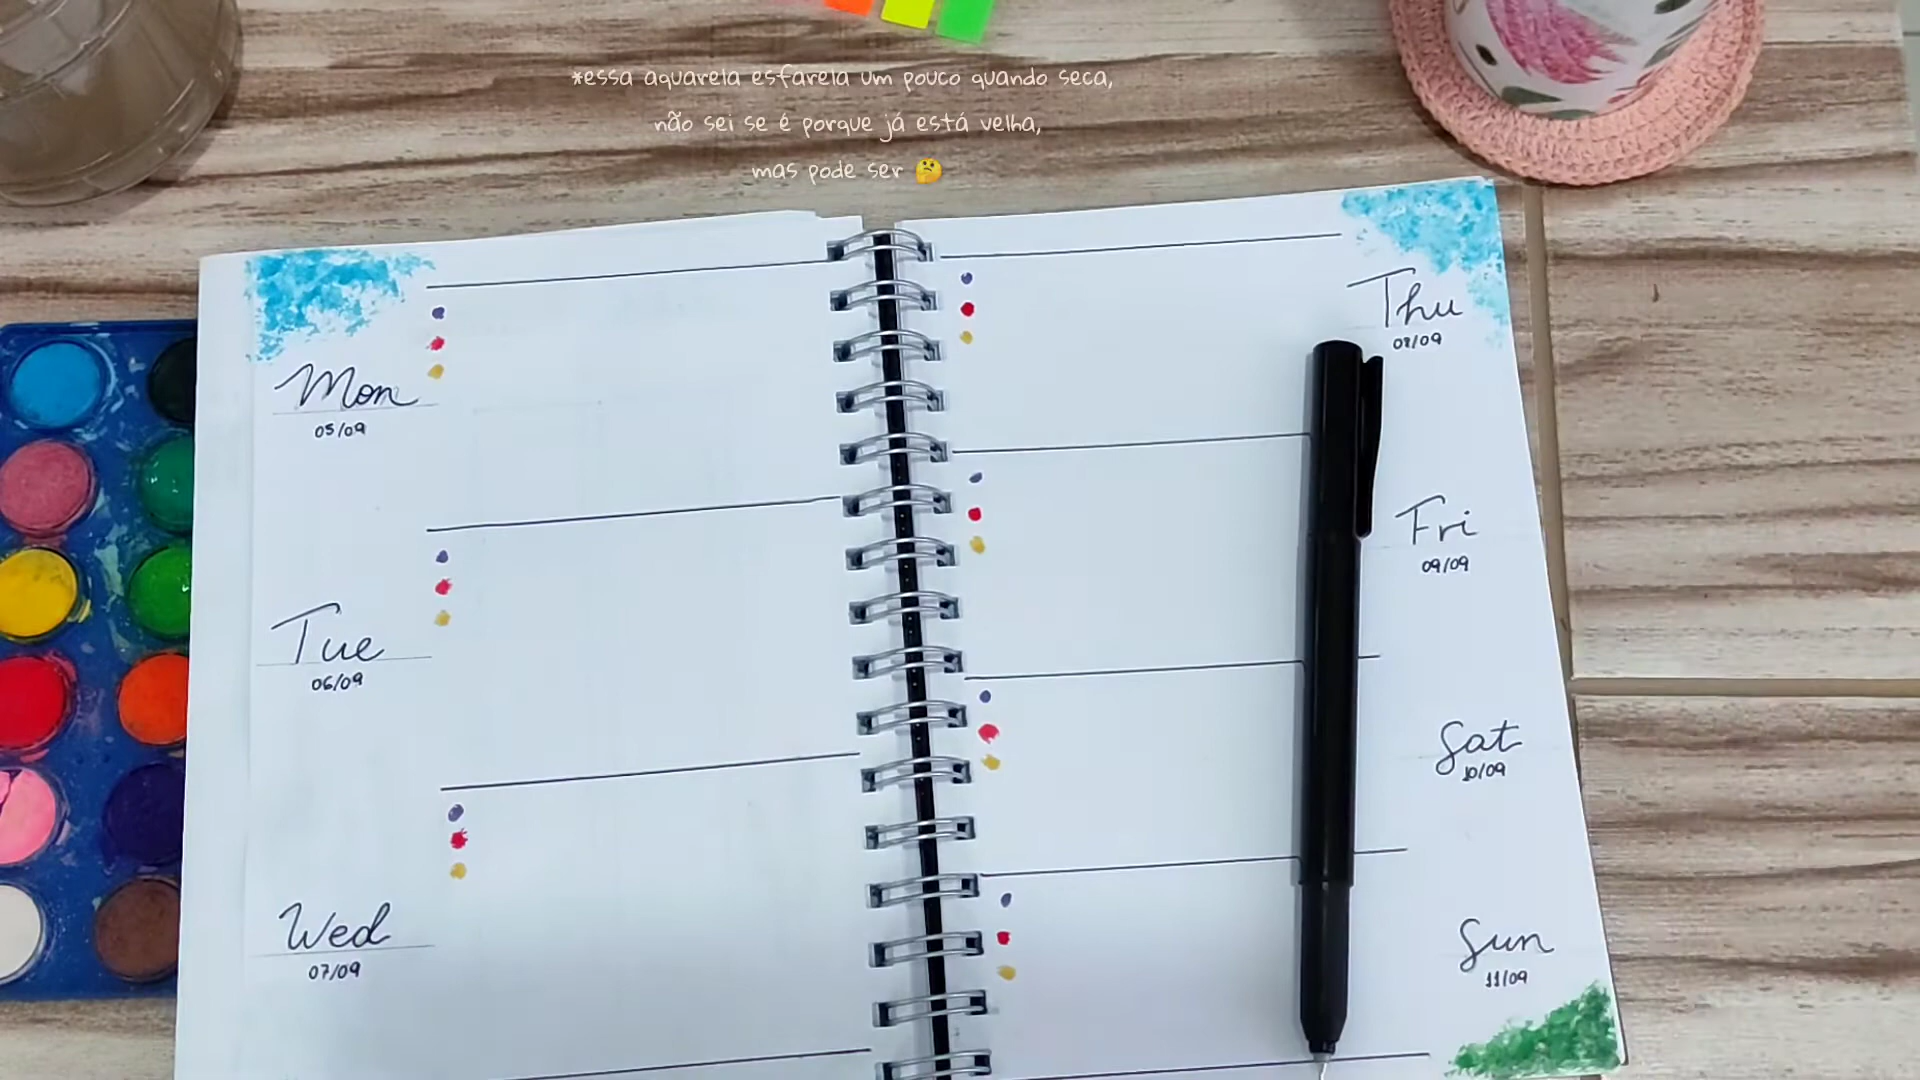 *essa aquarela esfarela um pouco quando seca,
não sei se é porque já está velha,
mas pode ser 🤔
Mon
05/09
Tue
06/09
Wed
07/09
Thu
08/09
Fri
09/09
Sat
10/09
Sun
11/09